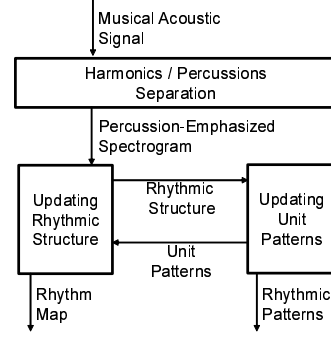 Musical Acoustic
Signal
Harmonics / Percussions
Separation
Percussion-Emphasized
Spectrogram
Updating
Rhythmic
Structure
Rhythmic
Structure
Unit
Patterns
Updating
Unit
Patterns
Rhythm
Map
Rhythmic
Patterns